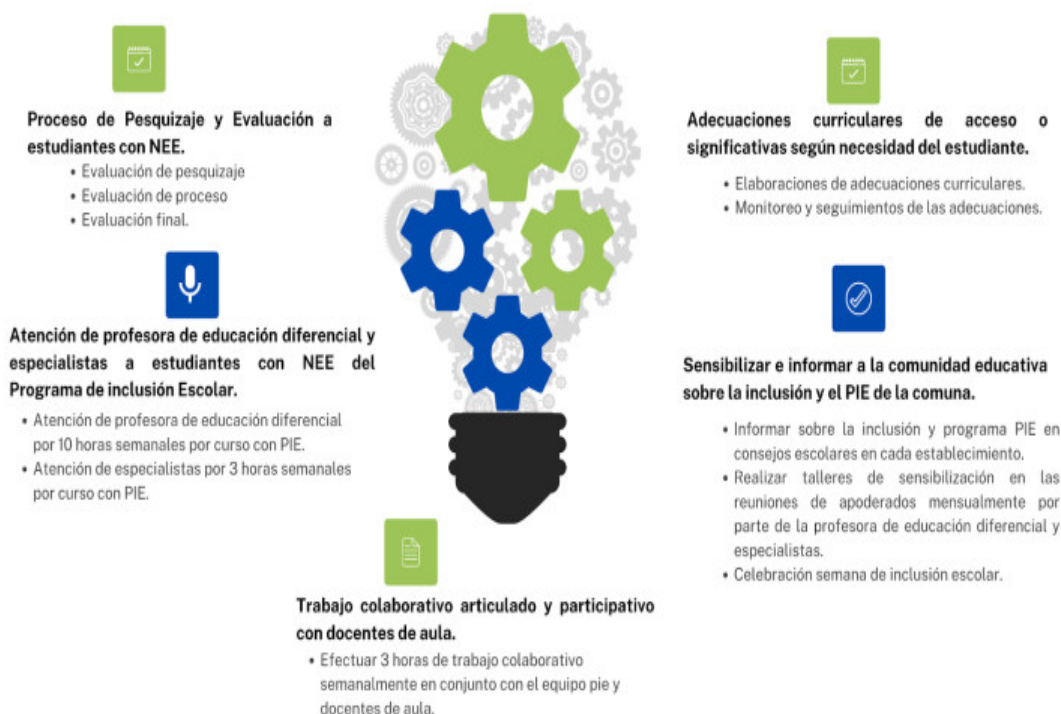 Proceso de Pesquizaje y Evaluación a
estudiantes con NEE.
• Evaluación de pesquizaje
• Evaluación de proceso
• Evaluación final.
Atención de profesora de educación diferencial y
especialistas a estudiantes con NEE del
Programa de inclusión Escolar.
• Atención de profesora de educación diferencial
por 10 horas semanales por curso con PIE.
• Atención de especialistas por 3 horas semanales
por curso con PIE.
Trabajo colaborativo articulado y participativo
con docentes de aula.
• Efectuar 3 horas de trabajo colaborativo
semanalmente en conjunto con el equipo pie y
docentes de aula.
Adecuaciones curriculares de acceso o
significativas según necesidad del estudiante.
• Elaboraciones de adecuaciones curriculares.
• Monitoreo y seguimientos de las adecuaciones.
Sensibilizar e informar a la comunidad educativa
sobre la inclusión y el PIE de la comuna.
• Informar sobre la inclusión y programa PIE en
consejos escolares en cada establecimiento.
• Realizar talleres de sensibilización en las
reuniones de apoderados mensualmente por
parte de la profesora de educación diferencial y
especialistas.
• Celebración semana de inclusión escolar.